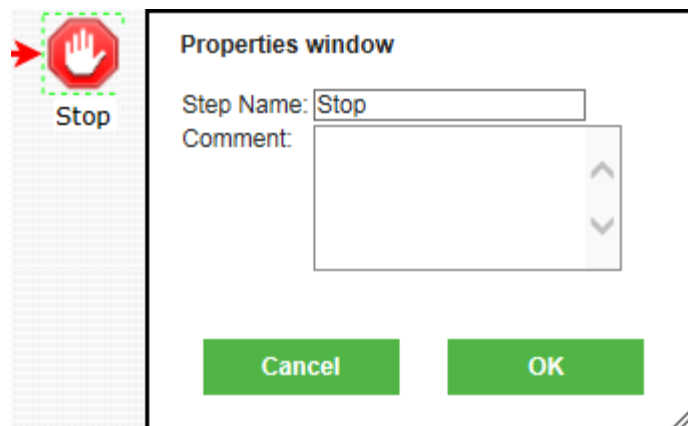 Properties window
Stop
Step Name: Stop
Comment:
Cancel
OK